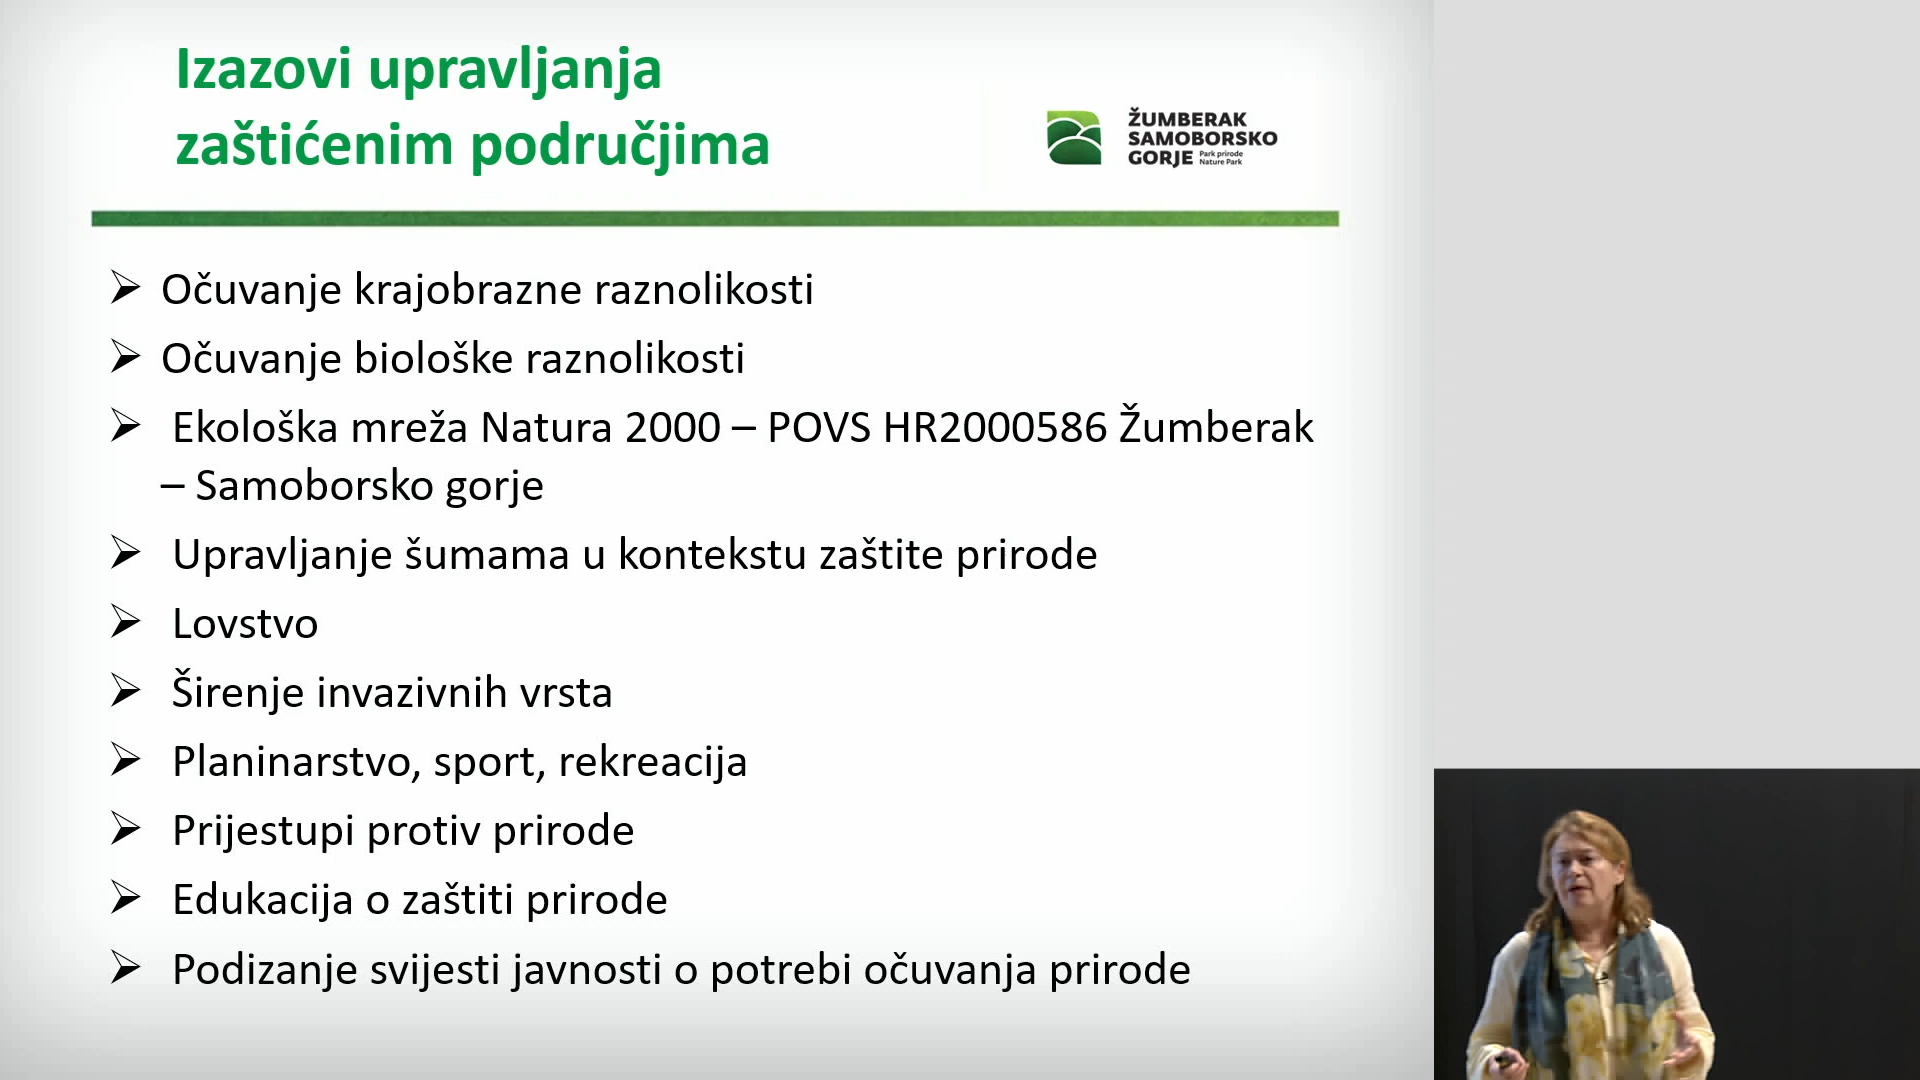 Izazovi upravljanja
zaštićenim područjima
ŽUMBERAK
SAMOBORSKO
GORJE Park prirode
Nature Park
Očuvanje krajobrazne raznolikosti
Očuvanje biološke raznolikosti
Ekološka mreža Natura 2000 – POVS HR2000586 Žumberak
– Samoborsko gorje
Upravljanje šumama u kontekstu zaštite prirode
Lovstvo
Širenje invazivnih vrsta
Planinarstvo, sport, rekreacija
Prijestupi protiv prirode
Edukacija o zaštiti prirode
Podizanje svijesti javnosti o potrebi očuvanja prirode